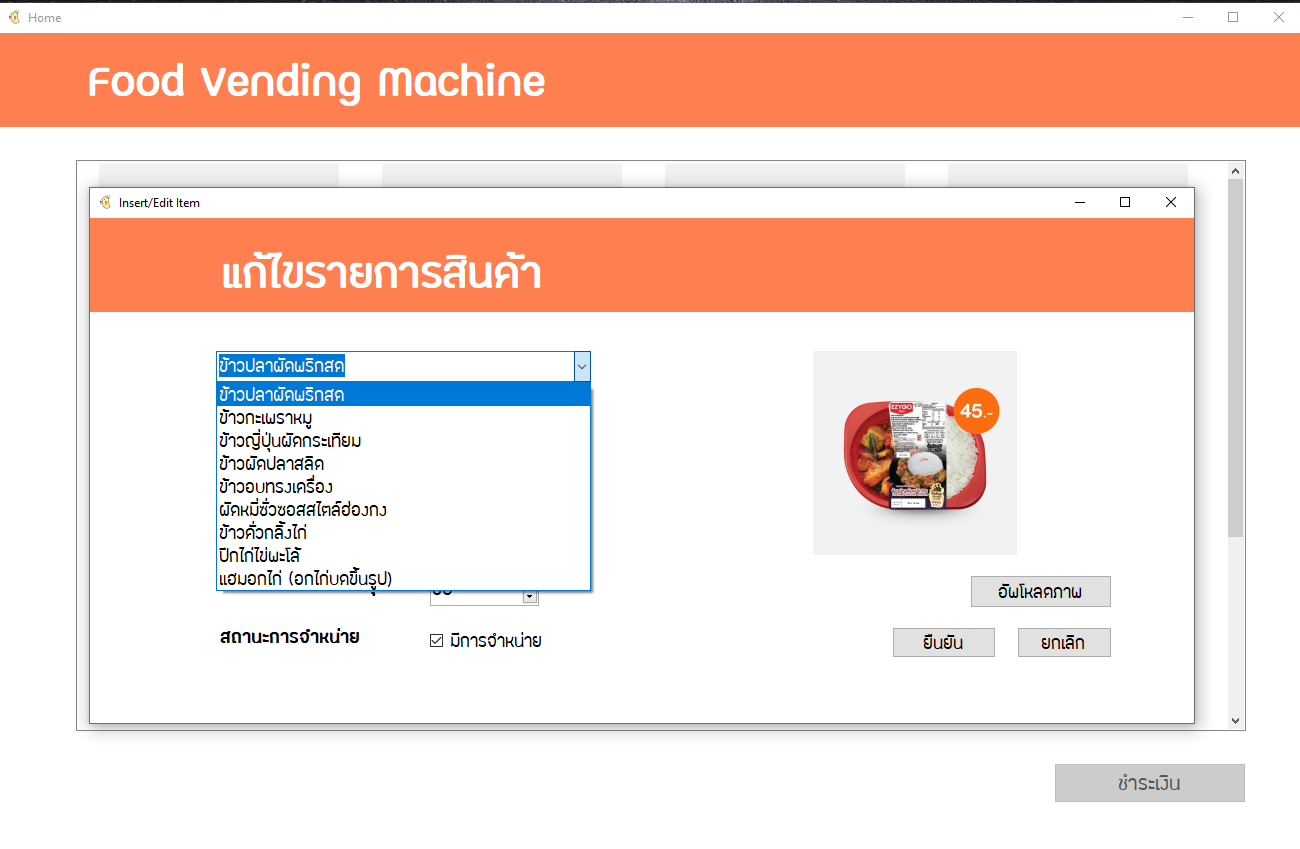 Home
Food Vending Machine
Insert/Edit Item
แก้ไขรายการสินค้า
ข้าวปลาผัดพริกสด
ข้าวปลาผัดพริกสด
ข้าวกะเพราหมู
ข้าวญี่ปุ่นผัดกระเทียม
ข้าวผัดปลาสลิด
ข้าวอบทรงเครื่อง
ผัดหมี่ซั่วซอสสไตล์ฮ่องกง
ข้าวคั่วกลิ้งไก่
ปีกไก่ไข่พะโล้
แฮมอกไก่ (อกไก่บดขึ้นรูป)
EZYGO
45.-
อัพโหลดภาพ
สถานะการจำหน่าย
มีการจำหน่าย
ยืนยัน
ยกเลิก
ชำระเงิน